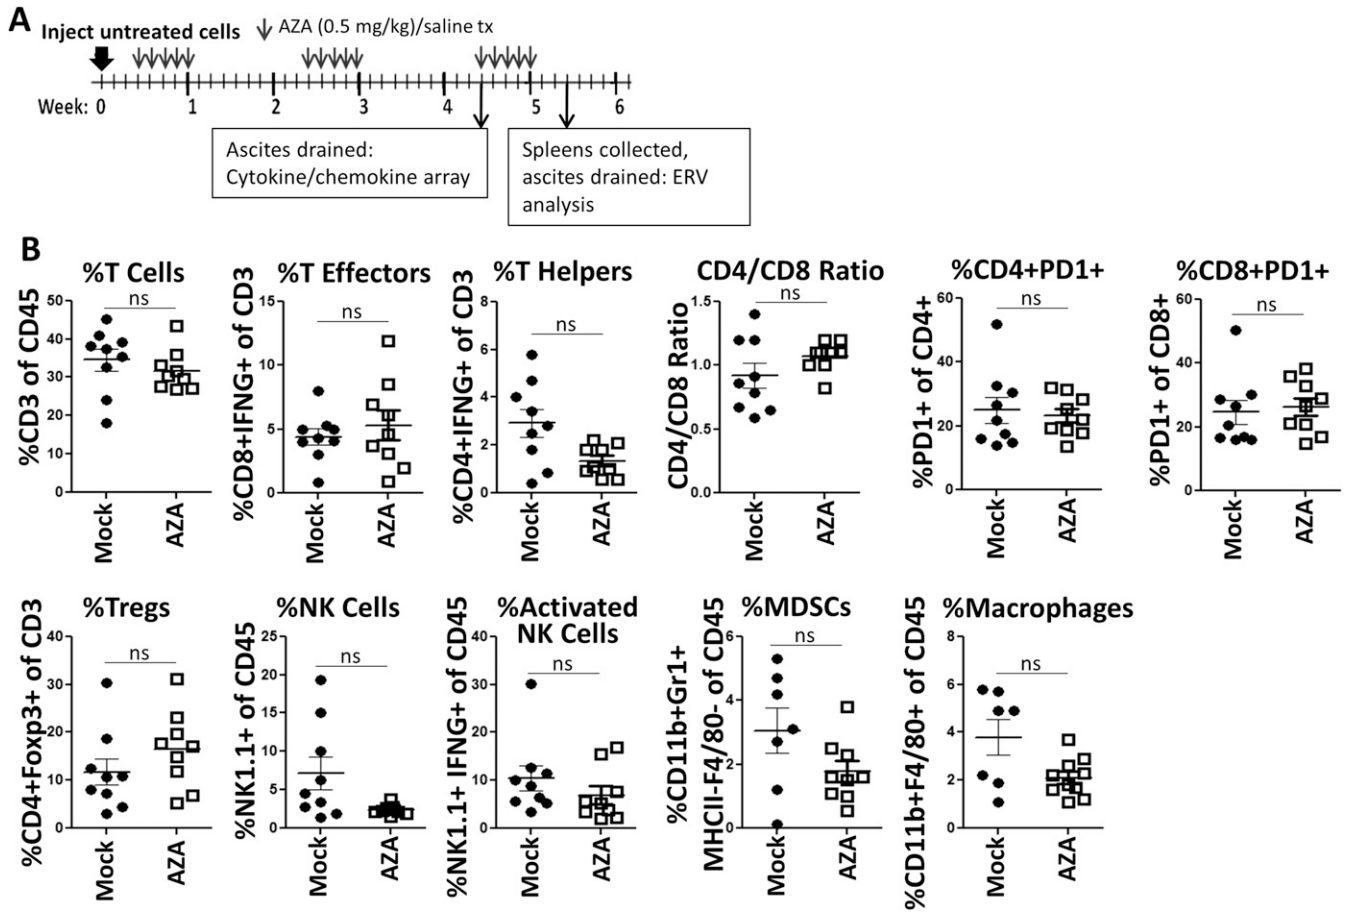 A
Inject untreated cells
AZA (0.5 mg/kg)/saline tx
Week: 0 1 2 3 4 5 6
Ascites drained:
Cytokine/chemokine array
Spleens collected,
ascites drained: ERV
analysis
B
%T Cells
%CD3 of CD45
50
40
30
20
10
0
ns
Mock
AZA
%T Effectors
%CD8+IFNG+ of CD3
15
10
5
0
ns
Mock
AZA
%T Helpers
%CD4+IFNG+ of CD3
8
6
4
2
0
ns
Mock
AZA
CD4/CD8 Ratio
CD4/CD8 Ratio
1.5
1.0
0.5
0.0
ns
Mock
AZA
%CD4+PD1+
%PD1+ of CD4+
60
40
20
0
ns
Mock
AZA
%CD8+PD1+
%PD1+ of CD8+
60
40
20
0
ns
Mock
AZA
%Tregs
%CD4+Foxp3+ of CD3
40
30
20
10
0
ns
Mock
AZA
%NK Cells
%NK1.1+ of CD45
25
20
15
10
5
0
ns
Mock
AZA
%Activated
NK Cells
%NK1.1+ IFNG+ of CD45
40
30
20
10
0
ns
Mock
AZA
%MDSCs
%CD11b+Gr1+
MHCII-F4/80- of CD45
6
4
2
0
ns
Mock
AZA
%Macrophages
%CD11b+F4/80+ of CD45
8
6
4
2
0
ns
Mock
AZA